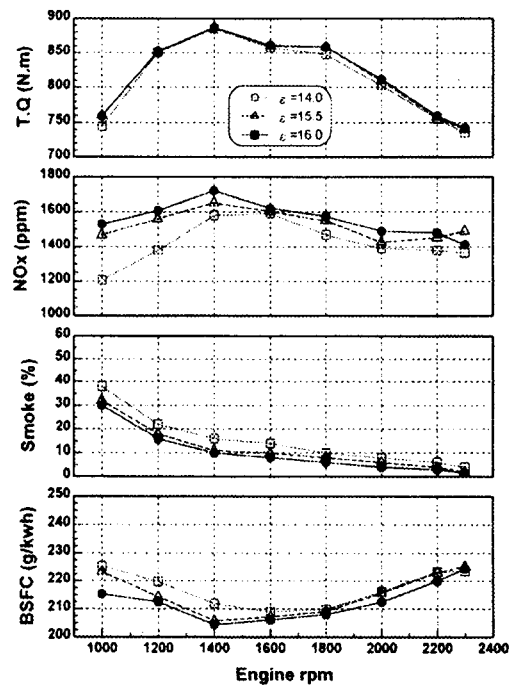 T.Q (N.m)
900
850
800
750
700
ε =14.0
ε =15.5
ε =16.0
NOx (ppm)
1800
1600
1400
1200
1000
Smoke (%)
60
50
40
30
20
10
0
BSFC (g/kwh)
250
240
230
220
210
200
1000 1200 1400 1600 1800 2000 2200 2400
Engine rpm